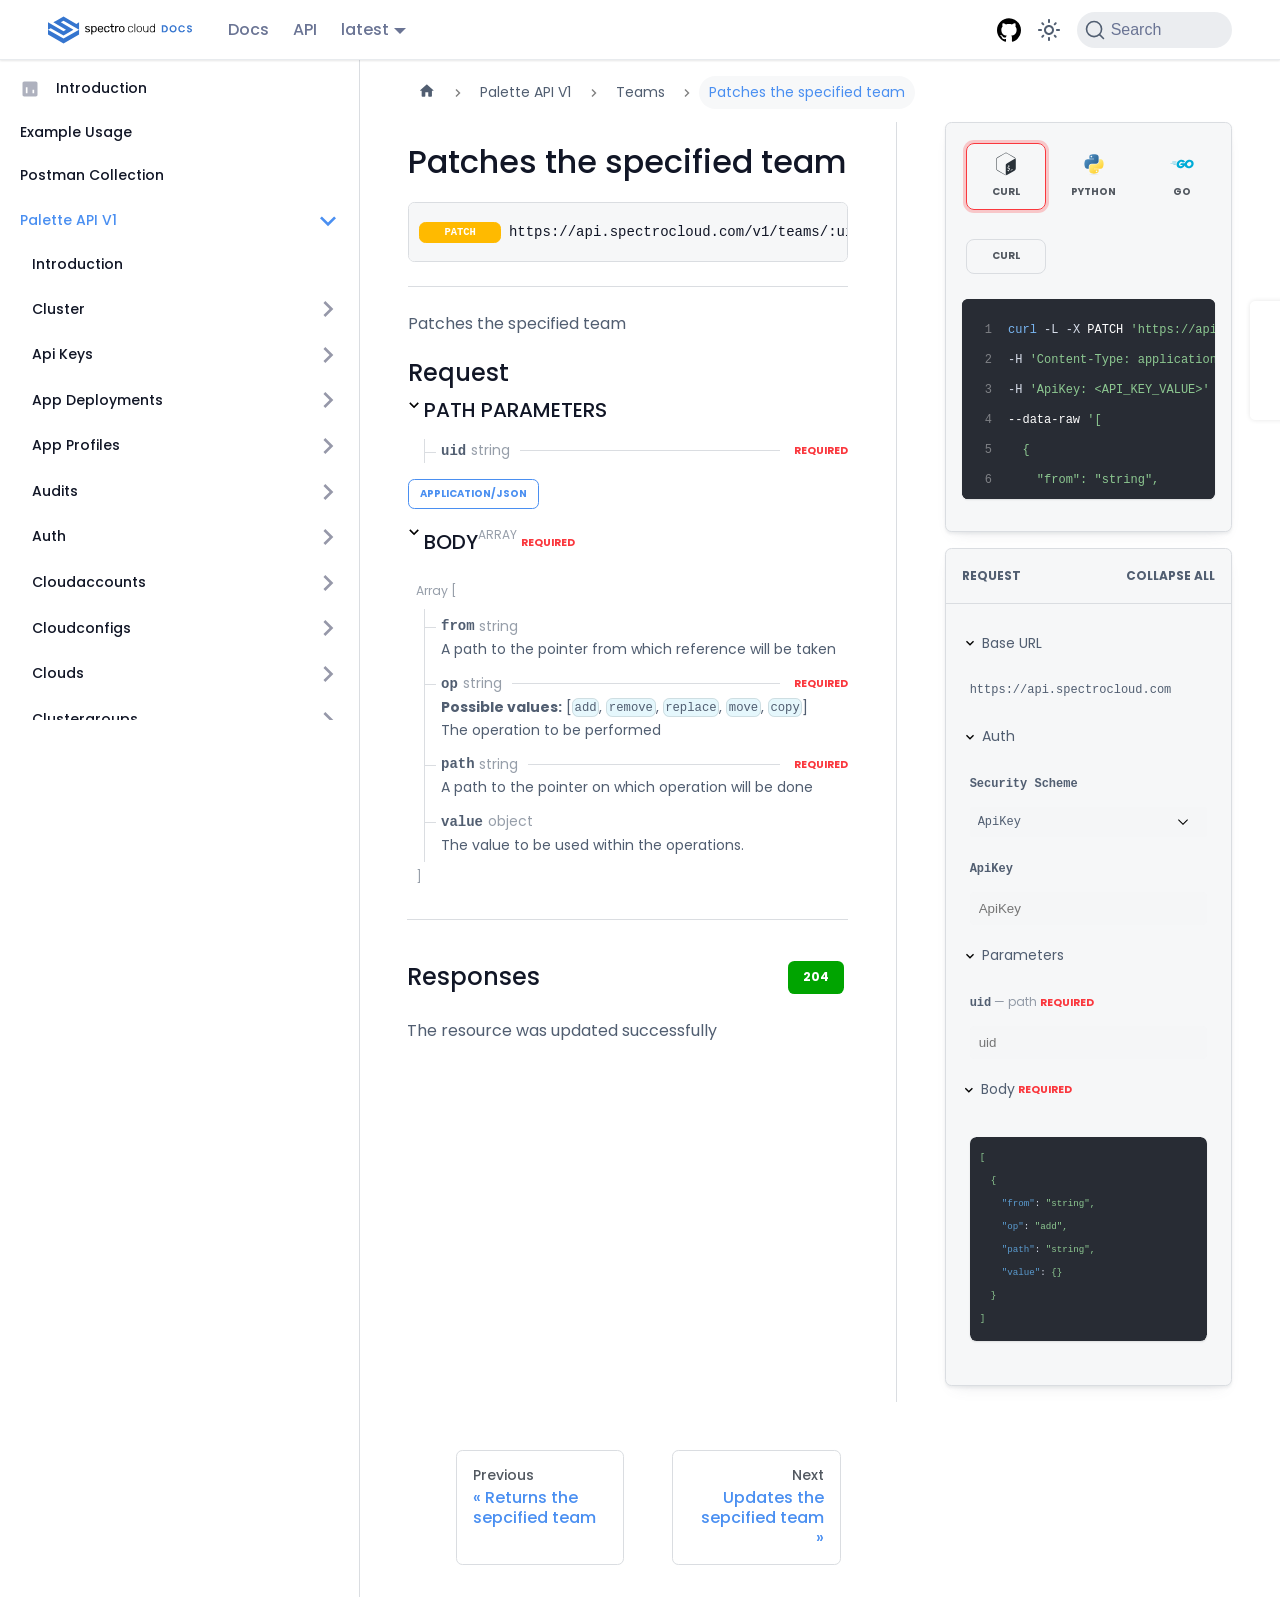 spectro cloud DOCS
Docs
API
latest
Search
Introduction
Example Usage
Postman Collection
Palette API V1
Introduction
Cluster
Api Keys
App Deployments
App Profiles
Audits
Auth
Cloudaccounts
Cloudconfigs
Clouds
Clustergroups
Palette API V1
Teams
Patches the specified team
Patches the specified team
PATCH https://api.spectrocloud.com/v1/teams/:ui
Patches the specified team
Request
PATH PARAMETERS
uid string REQUIRED
APPLICATION/JSON
BODY ARRAY REQUIRED
Array [
from string
A path to the pointer from which reference will be taken
op string REQUIRED
Possible values: [add, remove, replace, move, copy]
The operation to be performed
path string REQUIRED
A path to the pointer on which operation will be done
value object
The value to be used within the operations.
]
Responses
204
The resource was updated successfully
CURL
PYTHON
GO
CURL
1 curl -L -X PATCH 'https://api
2 -H 'Content-Type: application
3 -H 'ApiKey: <API_KEY_VALUE>'
4 --data-raw '[
5 {
6 "from": "string",
REQUEST
COLLAPSE ALL
Base URL
https://api.spectrocloud.com
Auth
Security Scheme
ApiKey
ApiKey
ApiKey
Parameters
uid — path REQUIRED
uid
Body REQUIRED
[
{
"from": "string",
"op": "add",
"path": "string",
"value": {}
}
]
Previous
« Returns the
sepcified team
Next
Updates the
sepcified team
»